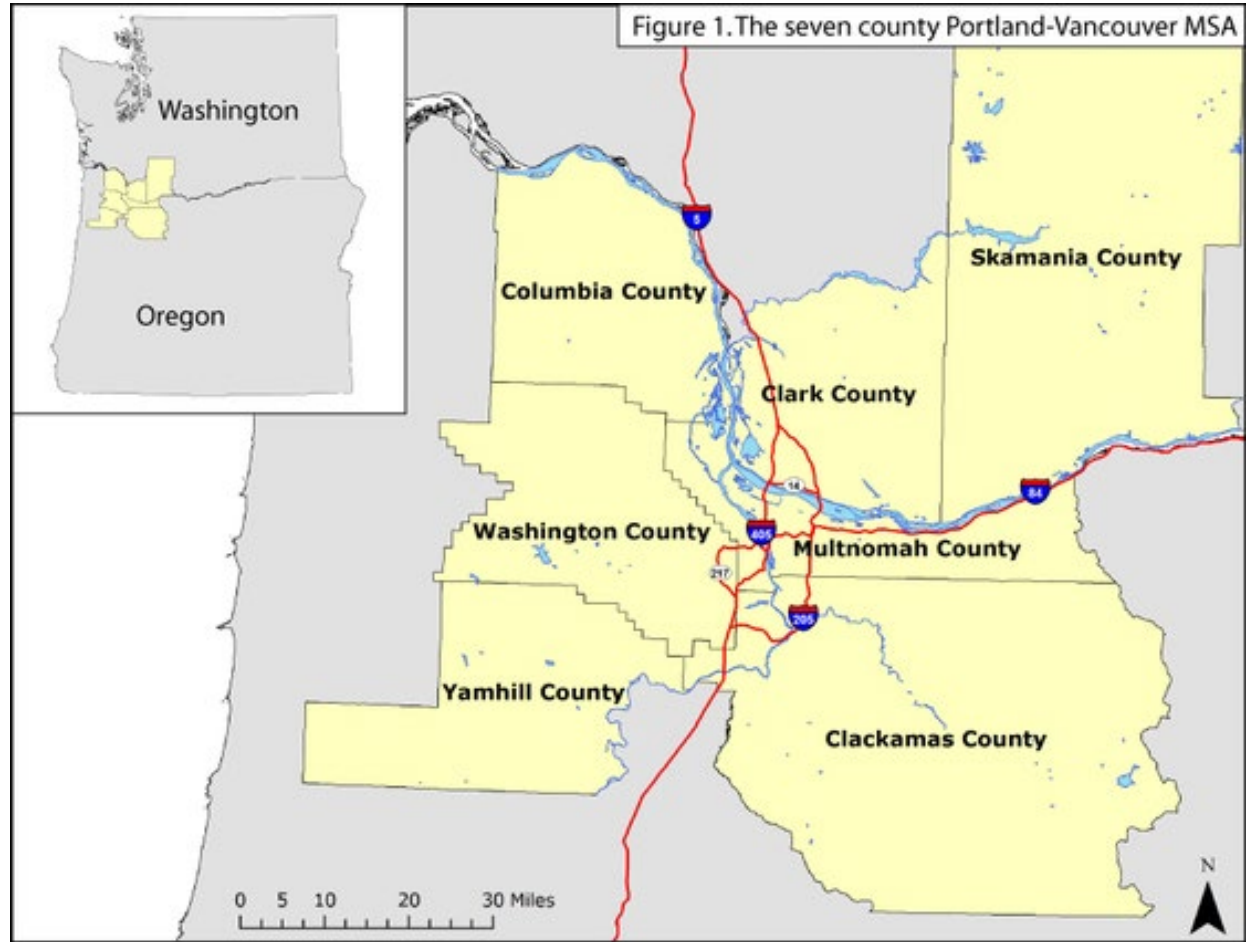 Figure 1. The seven county Portland-Vancouver MSA
Washington
Oregon
5
Skamania County
Columbia County
Clark County
14
84
Washington County
405
Multnomah County
217
205
Yamhill County
Clackamas County
0 5 10 20 30 Miles
N